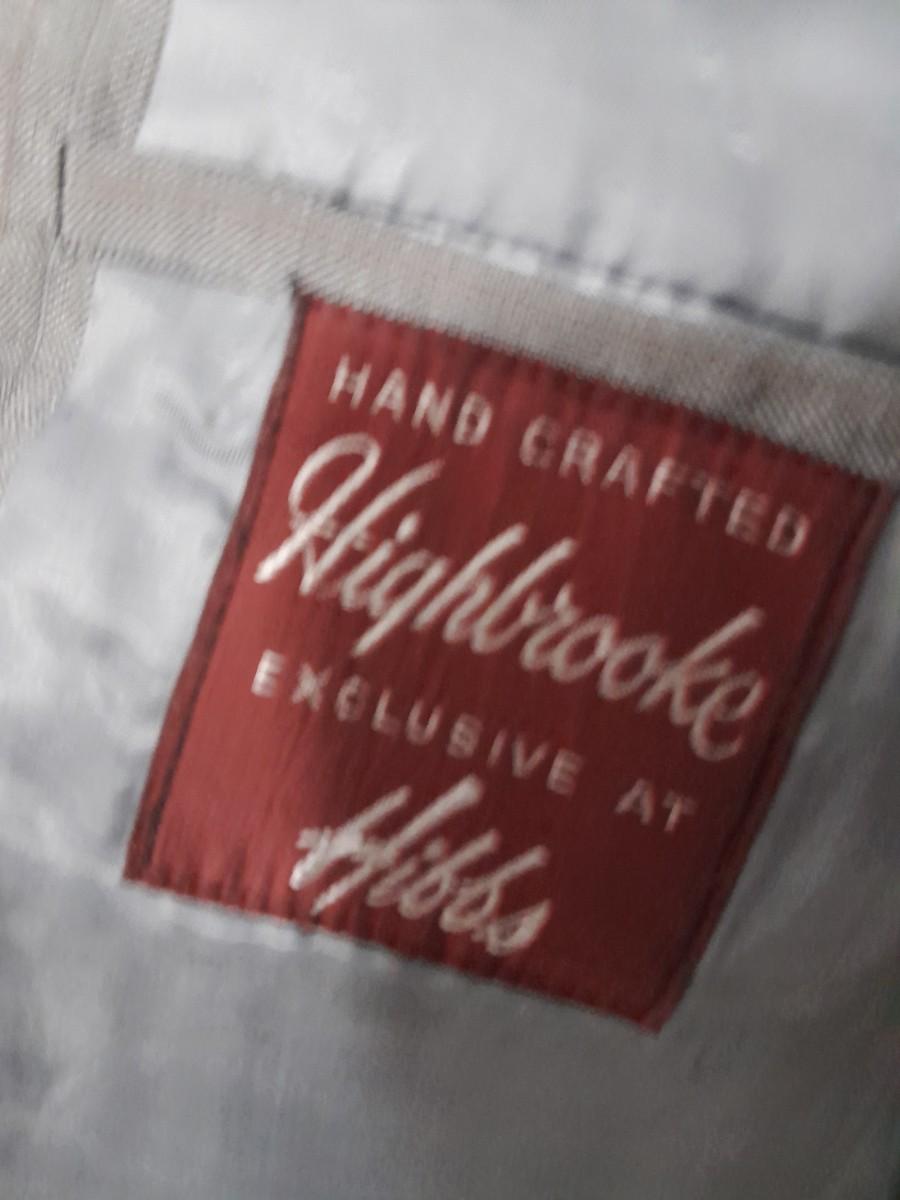 HAND CRAFTED
Highbrooke
EXCLUSIVE AT
Hibbs